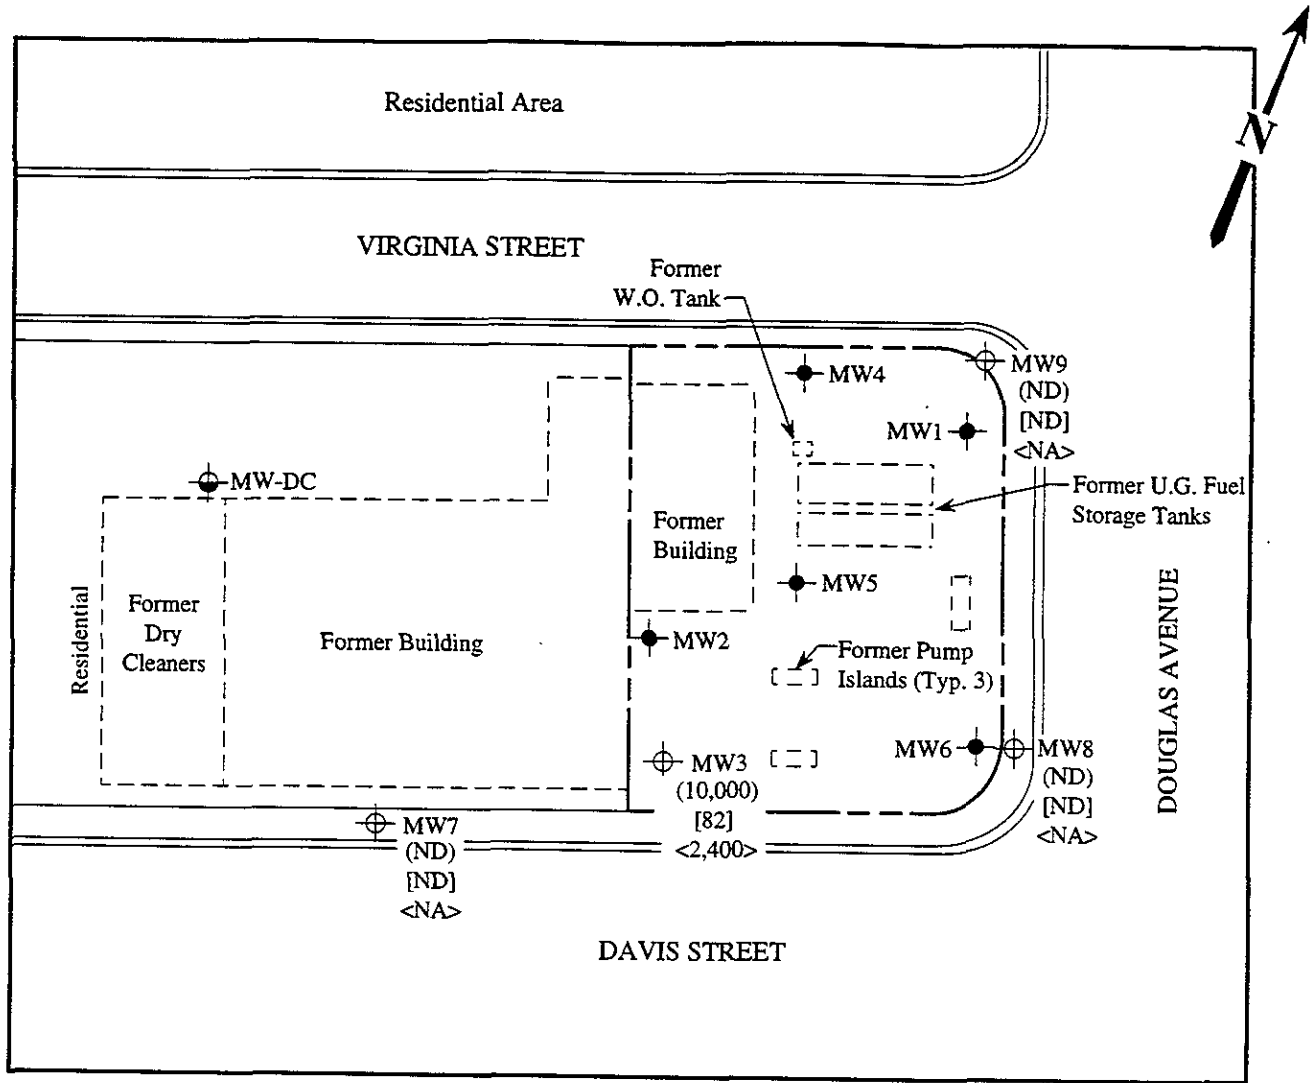 N
Residential Area
VIRGINIA STREET
Former
W.O. Tank
MW4
MW9
(ND)
[ND]
<NA>
MW1
MW-DC
Former U.G. Fuel
Storage Tanks
Former
Building
MW5
Residential
Former
Dry
Cleaners
Former Building
MW2
Former Pump
Islands (Typ. 3)
DOUGLAS AVENUE
MW6
MW8
(ND)
[ND]
<NA>
MW3
(10,000)
[82]
<2,400>
MW7
(ND)
[ND]
<NA>
DAVIS STREET